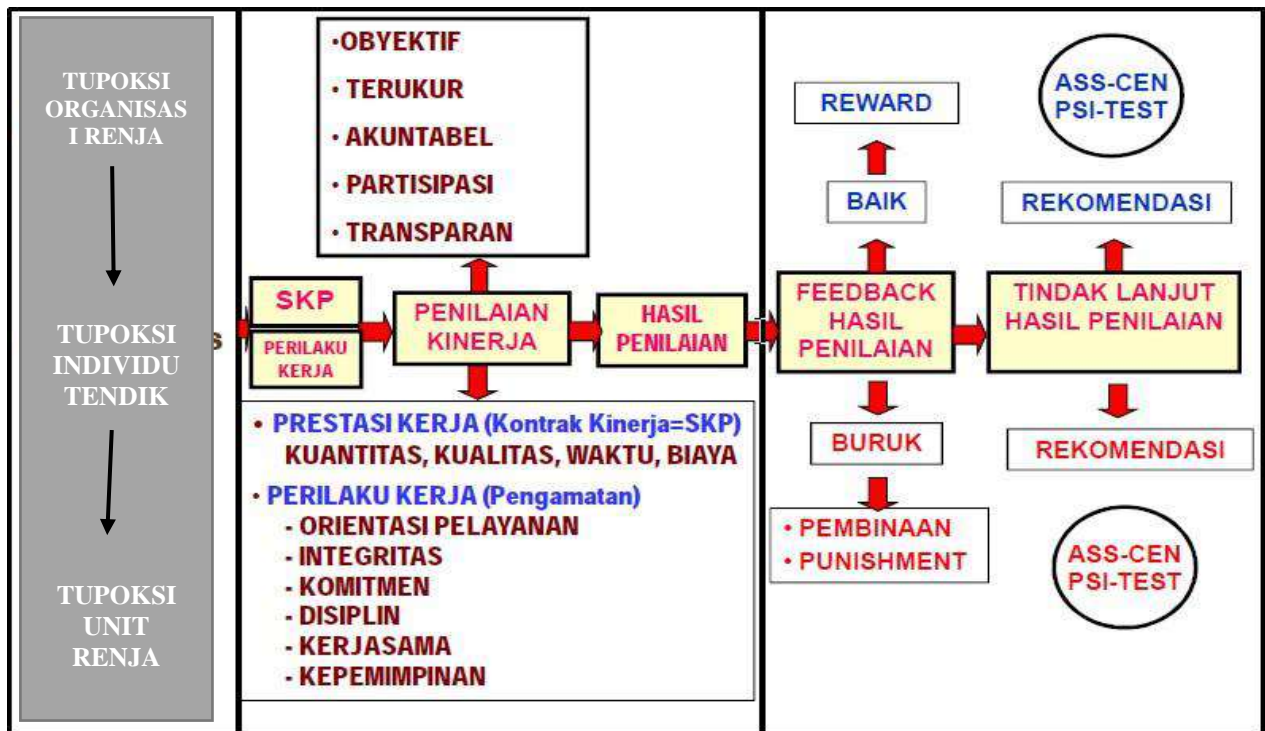 TUPOKSI
ORGANISAS
I RENJA
TUPOKSI
INDIVIDU
TENDIK
TUPOKSI
UNIT
RENJA
s
•OBYEKTIF
• TERUKUR
• AKUNTABEL
• PARTISIPASI
• TRANSPARAN
SKP
PERILAKU
KERJA
PENILAIAN
KINERJA
HASIL
PENILAIAN
• PRESTASI KERJA (Kontrak Kinerja=SKP)
KUANTITAS, KUALITAS, WAKTU, BIAYA
• PERILAKU KERJA (Pengamatan)
- ORIENTASI PELAYANAN
- INTEGRITAS
- KOMITMEN
- DISIPLIN
- KERJASAMA
- KEPEMIMPINAN
REWARD
BAIK
FEEDBACK
HASIL
PENILAIAN
BURUK
• PEMBINAAN
• PUNISHMENT
ASS-CEN
PSI-TEST
REKOMENDASI
TINDAK LANJUT
HASIL PENILAIAN
REKOMENDASI
ASS-CEN
PSI-TEST